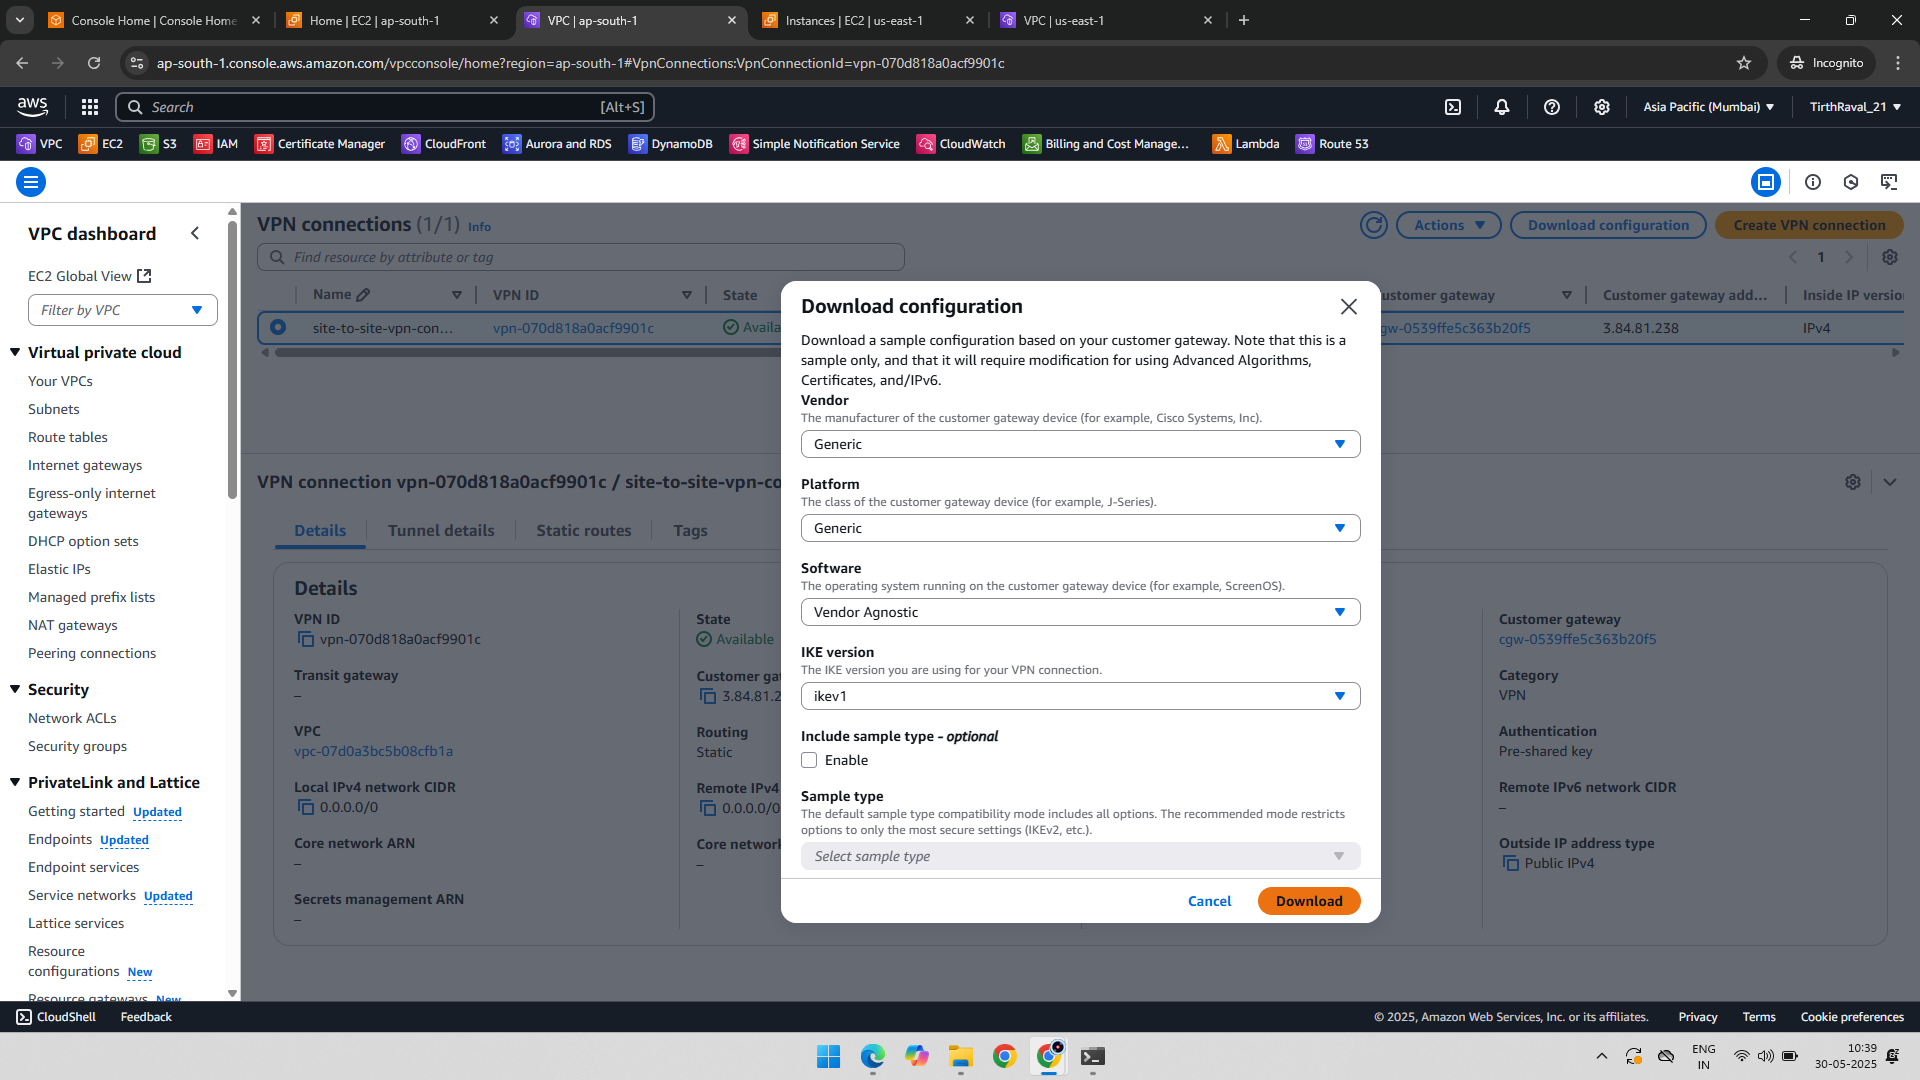 Console Home | Console Home
Home | EC2 | ap-south-1
VPC | ap-south-1
Instances | EC2 | us-east-1
VPC | us-east-1
ap-south-1.console.aws.amazon.com/vpcconsole/home?region=ap-south-1#VpnConnections:VpnConnectionId=vpn-070d818a0acf9901c
Incognito
aws
Search
[Alt+S]
Asia Pacific (Mumbai)
TirthRaval_21
VPC
EC2
S3
IAM
Certificate Manager
CloudFront
Aurora and RDS
DynamoDB
Simple Notification Service
CloudWatch
Billing and Cost Manage...
Lambda
Route 53
VPC dashboard
EC2 Global View
Filter by VPC
Virtual private cloud
Your VPCs
Subnets
Route tables
Internet gateways
Egress-only internet
gateways
DHCP option sets
Elastic IPs
Managed prefix lists
NAT gateways
Peering connections
Security
Network ACLs
Security groups
PrivateLink and Lattice
Getting started Updated
Endpoints Updated
Endpoint services
Service networks Updated
Lattice services
Resource
configurations New
Resource gateways New
VPN connections (1/1) Info
Actions
Download configuration
Create VPN connection
Find resource by attribute or tag
1
Name
VPN ID
State
ustomer gateway
Customer gateway add...
Inside IP versio
site-to-site-vpn-con...
vpn-070d818a0acf9901c
Availa
gw-0539ffe5c363b20f5
3.84.81.238
IPv4
VPN connection vpn-070d818a0acf9901c / site-to-site-vpn-co
Details
Tunnel details
Static routes
Tags
Details
VPN ID
vpn-070d818a0acf9901c
Transit gateway
–
VPC
vpc-07d0a3bc5b08cfb1a
Local IPv4 network CIDR
0.0.0.0/0
Core network ARN
–
Secrets management ARN
–
State
Available
Customer ga
3.84.81.2
Routing
Static
Remote IPv4
0.0.0.0/0
Core networ
–
Customer gateway
cgw-0539ffe5c363b20f5
Category
VPN
Authentication
Pre-shared key
Remote IPv6 network CIDR
–
Outside IP address type
Public IPv4
Download configuration
Download a sample configuration based on your customer gateway. Note that this is a
sample only, and that it will require modification for using Advanced Algorithms,
Certificates, and/IPv6.
Vendor
The manufacturer of the customer gateway device (for example, Cisco Systems, Inc).
Generic
Platform
The class of the customer gateway device (for example, J-Series).
Generic
Software
The operating system running on the customer gateway device (for example, ScreenOS).
Vendor Agnostic
IKE version
The IKE version you are using for your VPN connection.
ikev1
Include sample type - optional
Enable
Sample type
The default sample type compatibility mode includes all options. The recommended mode restricts
options to only the most secure settings (IKEv2, etc.).
Select sample type
Cancel
Download
CloudShell
Feedback
© 2025, Amazon Web Services, Inc. or its affiliates.
Privacy
Terms
Cookie preferences
ENG
IN
10:39
30-05-2025